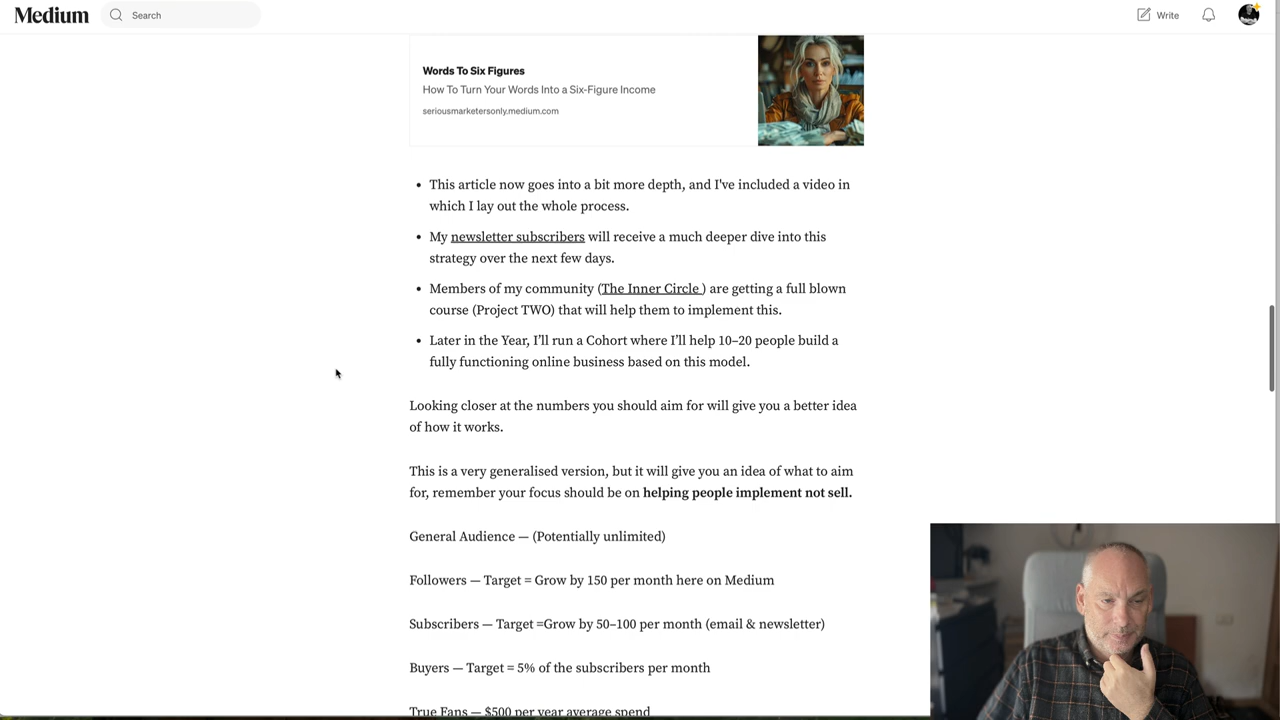 Medium
Search
Write
Words To Six Figures
How To Turn Your Words Into a Six-Figure Income
seriousmarketersonly.medium.com
• This article now goes into a bit more depth, and I've included a video in
which I lay out the whole process.
• My newsletter subscribers will receive a much deeper dive into this
strategy over the next few days.
• Members of my community (The Inner Circle ) are getting a full blown
course (Project TWO) that will help them to implement this.
• Later in the Year, I'll run a Cohort where I'll help 10–20 people build a
fully functioning online business based on this model.
Looking closer at the numbers you should aim for will give you a better idea
of how it works.
This is a very generalised version, but it will give you an idea of what to aim
for, remember your focus should be on helping people implement not sell.
General Audience — (Potentially unlimited)
Followers — Target = Grow by 150 per month here on Medium
Subscribers — Target =Grow by 50–100 per month (email & newsletter)
Buyers — Target = 5% of the subscribers per month
True Fans — $500 per year average spend